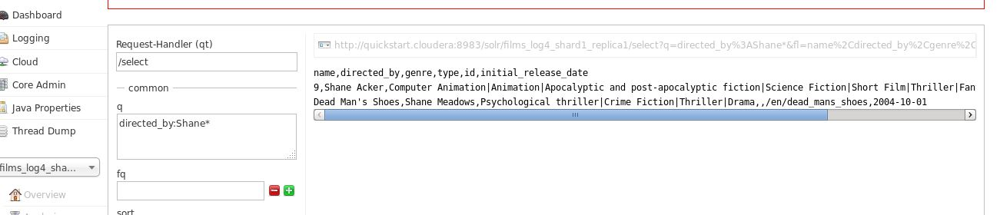 Dashboard
Logging
Cloud
Core Admin
Java Properties
Thread Dump
films_log4_sha...
Overview
Request-Handler (qt)
/select
common
q
directed_by:Shane*
fq
sort
http://quickstart.cloudera:8983/solr/films_log4_shard1_replica1/select?q=directed_by%3AShane*&fl=name%2Cdirected_by%2Cgenre%2C
name,directed_by,genre,type,id,initial_release_date
9,Shane Acker,Computer Animation|Animation|Apocalyptic and post-apocalyptic fiction|Science Fiction|Short Film|Thriller|Fan
Dead Man's Shoes,Shane Meadows,Psychological thriller|Crime Fiction|Thriller|Drama,,/en/dead_mans_shoes,2004-10-01